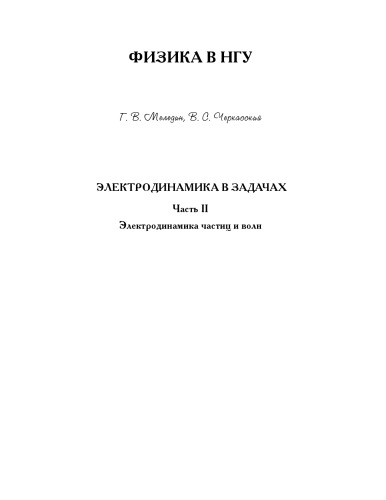 ФИЗИКА В НГУ
Г. В. Меледин, В. С. Черкасский
ЭЛЕКТРОДИНАМИКА В ЗАДАЧАХ
Часть II
Электродинамика частиц и волн